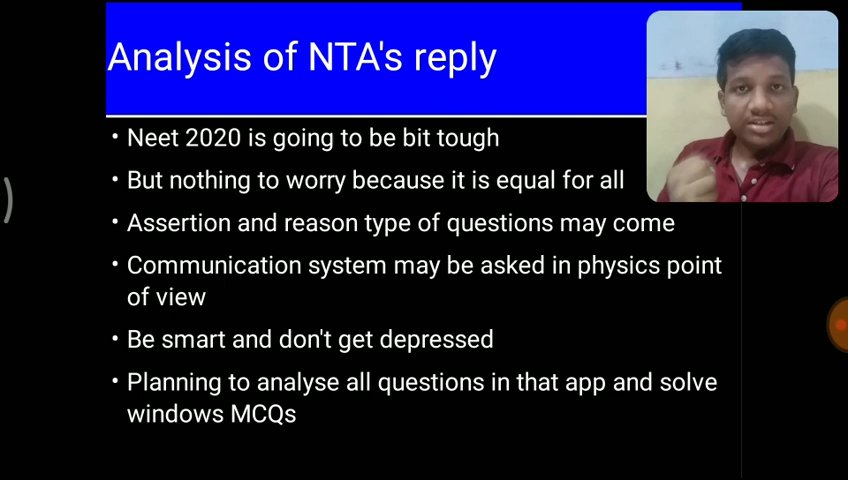 Analysis of NTA's reply
• Neet 2020 is going to be bit tough
• But nothing to worry because it is equal for all
• Assertion and reason type of questions may come
• Communication system may be asked in physics point
of view
• Be smart and don't get depressed
• Planning to analyse all questions in that app and solve
windows MCQs